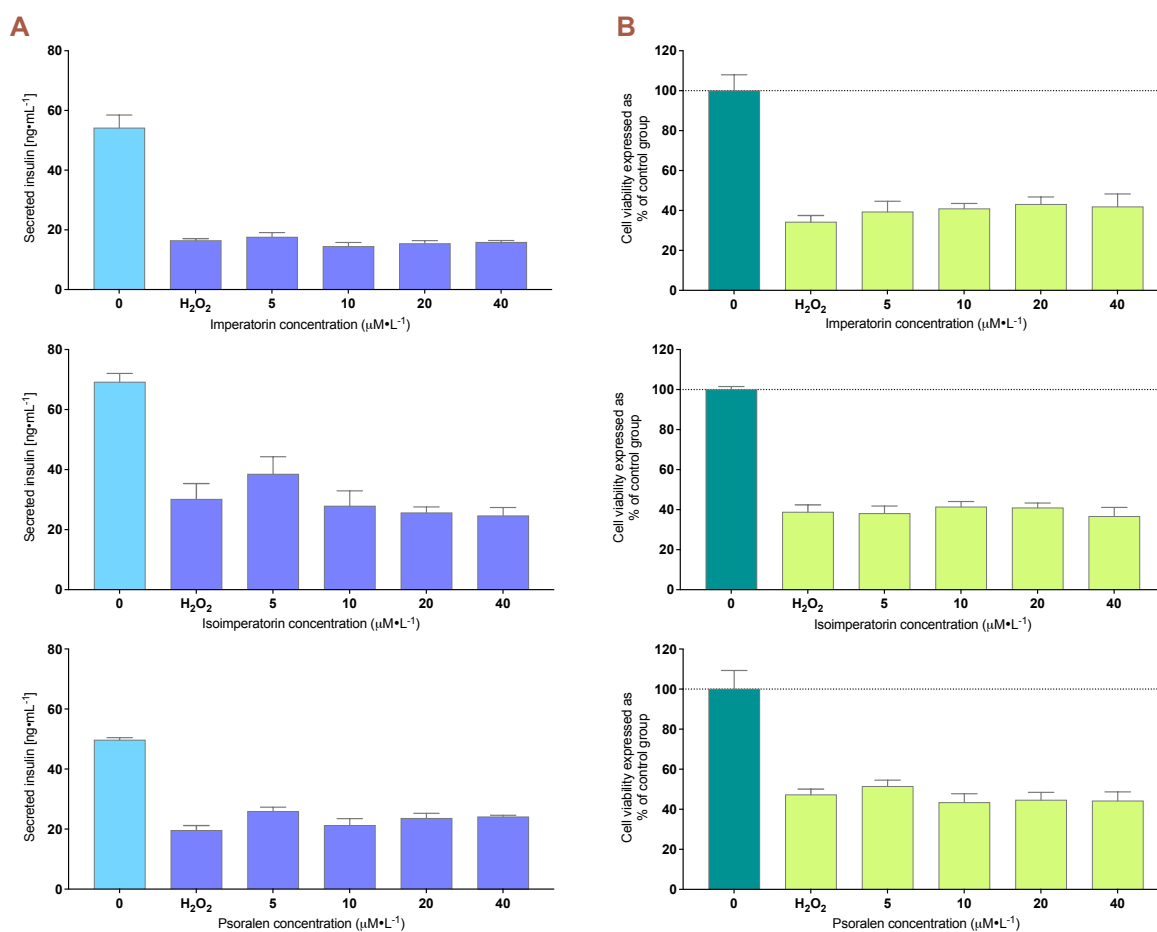 A
B
Secreted insulin [ng•mL⁻¹]
80
60
40
20
0
0 H₂O₂ 5 10 20 40
Imperatorin concentration (μM•L⁻¹)
Cell viability expressed as
% of control group
120
100
80
60
40
20
0
0 H₂O₂ 5 10 20 40
Imperatorin concentration (μM•L⁻¹)
Secreted insulin [ng•mL⁻¹]
80
60
40
20
0
0 H₂O₂ 5 10 20 40
Isoimperatorin concentration (μM•L⁻¹)
Cell viability expressed as
% of control group
120
100
80
60
40
20
0
0 H₂O₂ 5 10 20 40
Isoimperatorin concentration (μM•L⁻¹)
Secreted insulin [ng•mL⁻¹]
80
60
40
20
0
0 H₂O₂ 5 10 20 40
Psoralen concentration (μM•L⁻¹)
Cell viability expressed as
% of control group
120
100
80
60
40
20
0
0 H₂O₂ 5 10 20 40
Psoralen concentration (μM•L⁻¹)